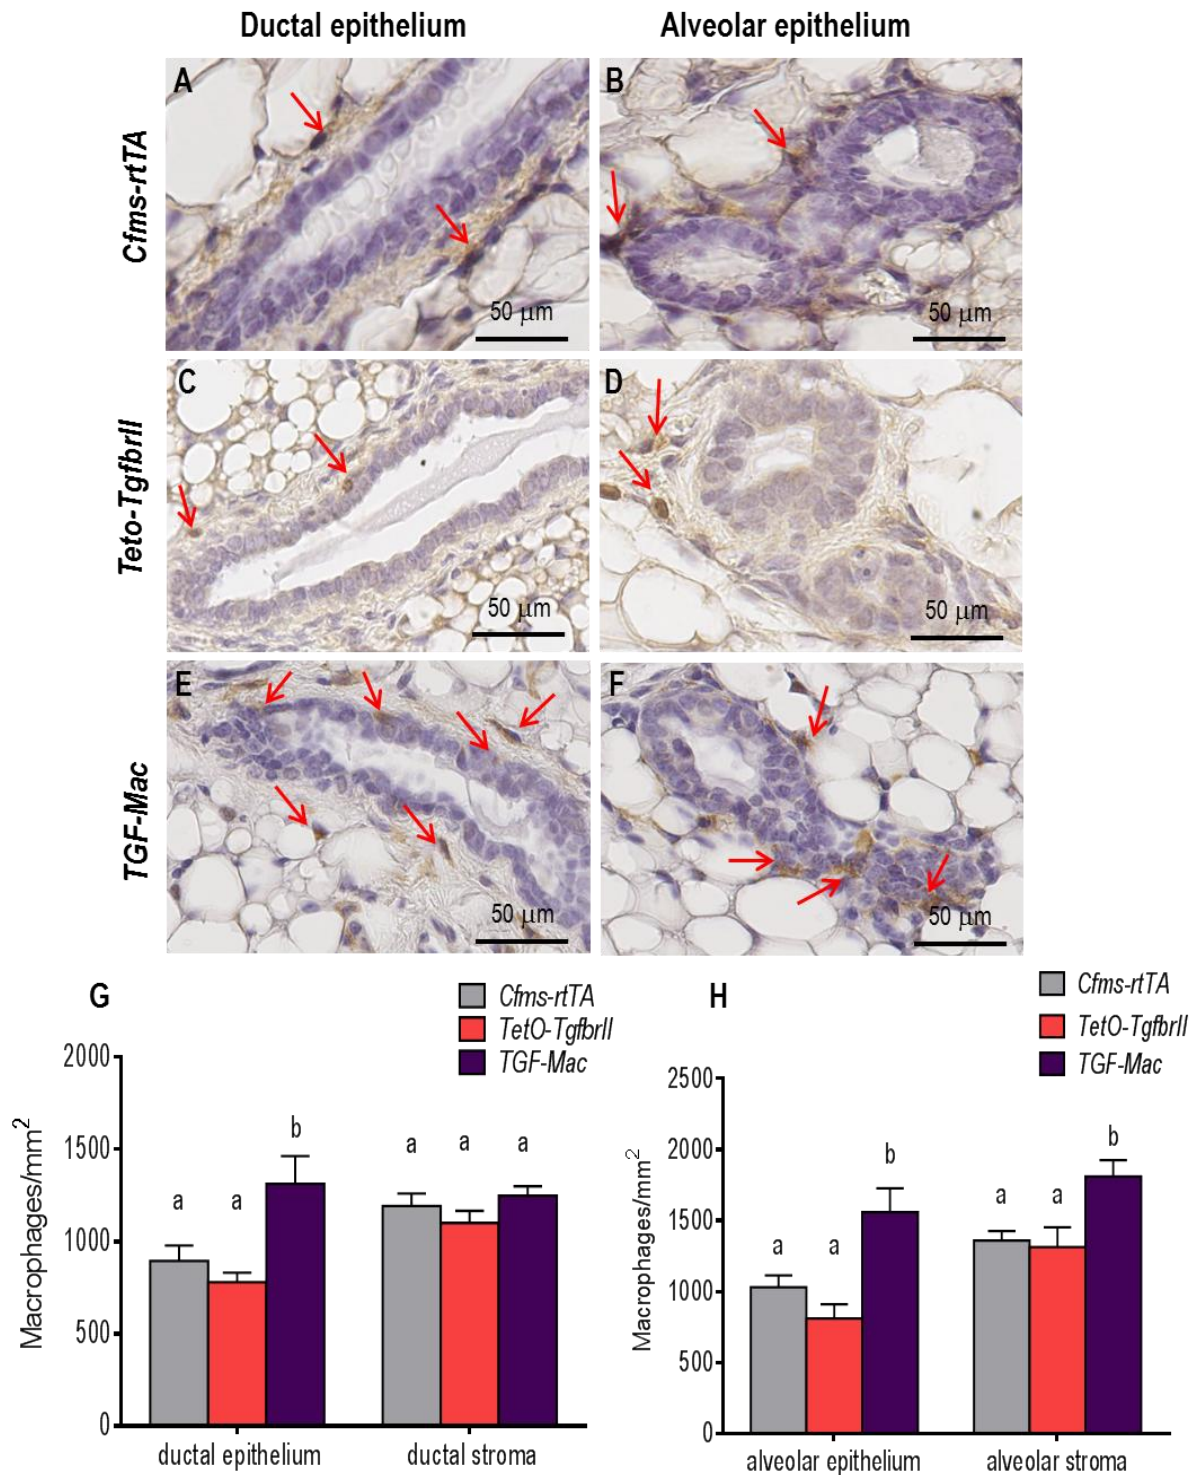 Ductal epithelium
Alveolar epithelium
Cfms-rtTA
A
50 μm
B
50 μm
Teto-TgfbrII
C
50 μm
D
50 μm
TGF-Mac
E
50 μm
F
50 μm
G
Cfms-rtTA
TetO-TgfbrII
TGF-Mac
Macrophages/mm²
2000
1500
1000
500
0
a
a
b
a
a
a
ductal epithelium
ductal stroma
H
Cfms-rtTA
TetO-TgfbrII
TGF-Mac
Macrophages/mm²
2500
2000
1500
1000
500
0
a
a
b
a
a
b
alveolar epithelium
alveolar stroma